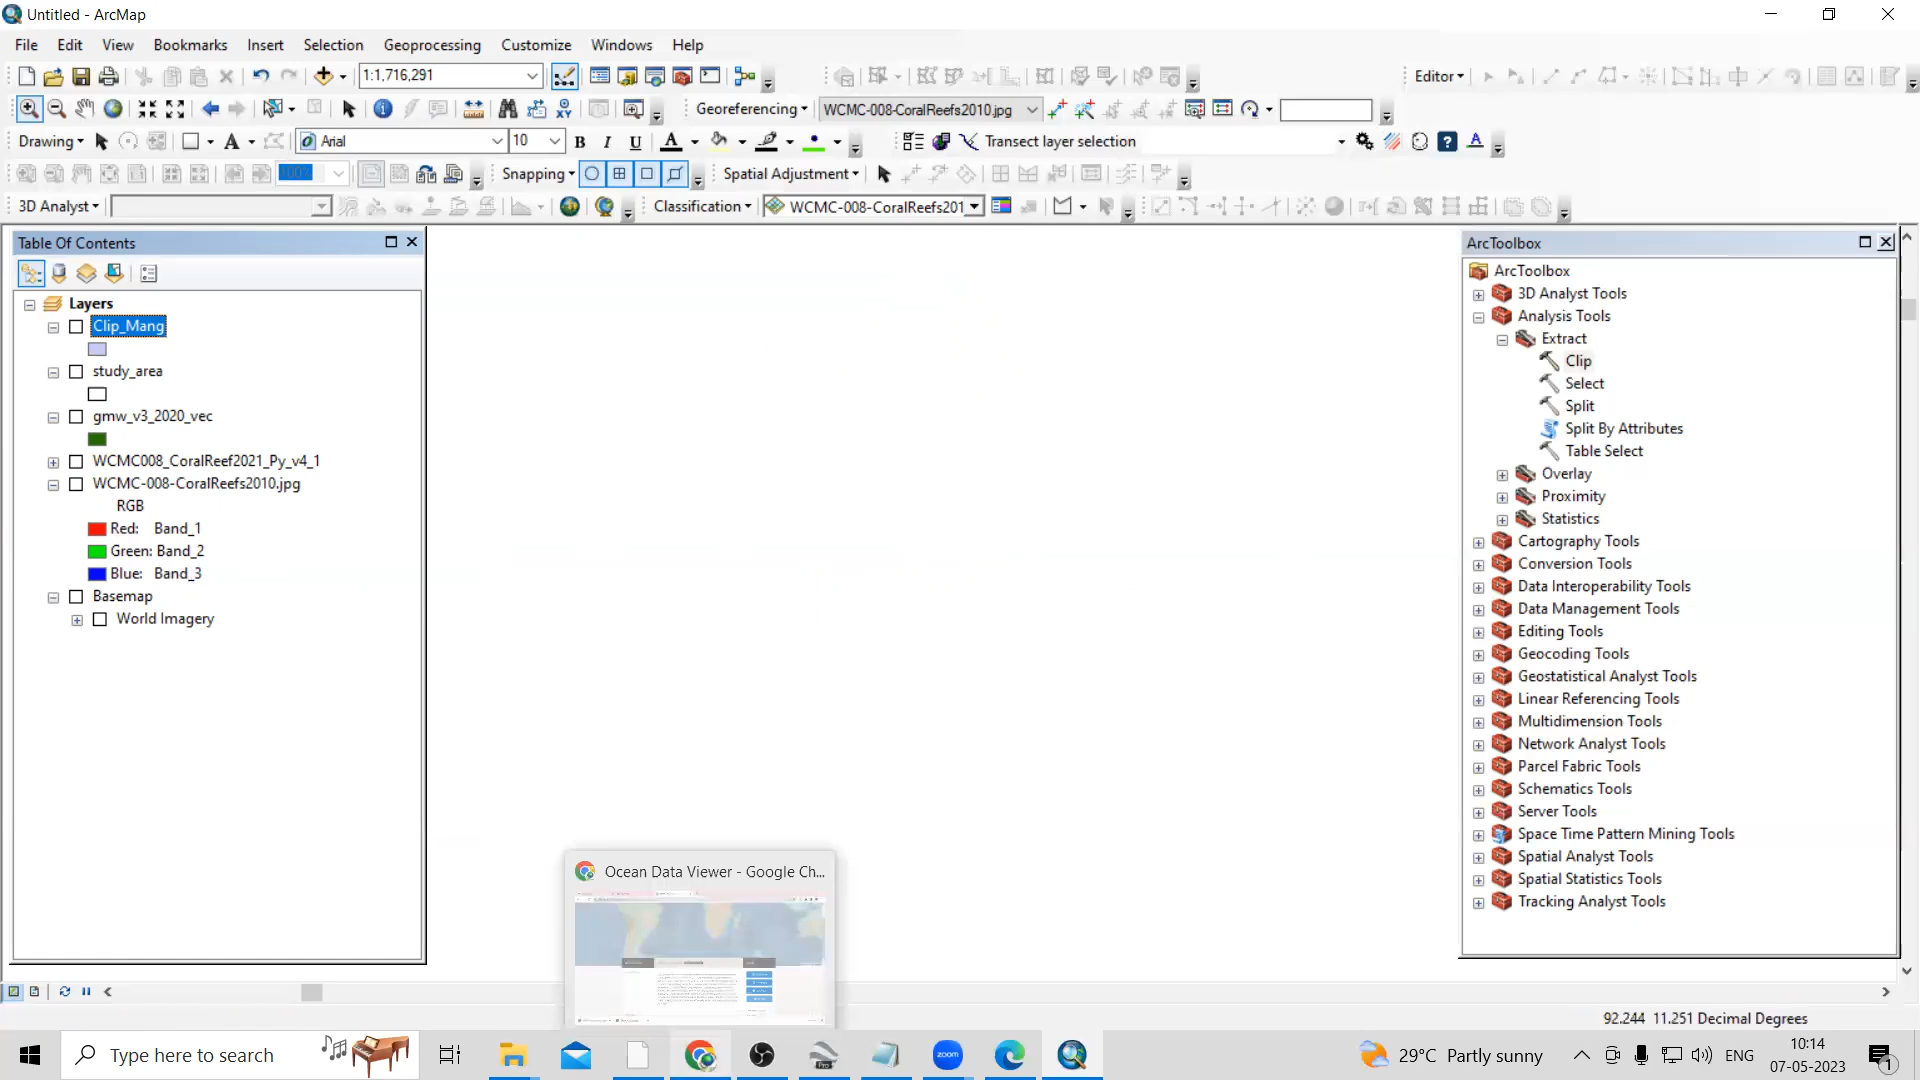 Untitled - ArcMap
File Edit View Bookmarks Insert Selection Geoprocessing Customize Windows Help
1:1,716,291
Editor
Georeferencing WCMC-008-CoralReefs2010.jpg
Drawing A Arial 10 B I U A
Transect layer selection
100%
Snapping
Spatial Adjustment
3D Analyst
Classification WCMC-008-CoralReefs201
Table Of Contents
Layers
Clip_Mang
study_area
gmw_v3_2020_vec
WCMC008_CoralReef2021_Py_v4_1
WCMC-008-CoralReefs2010.jpg
RGB
Red: Band_1
Green: Band_2
Blue: Band_3
Basemap
World Imagery
ArcToolbox
ArcToolbox
3D Analyst Tools
Analysis Tools
Extract
Clip
Select
Split
Split By Attributes
Table Select
Overlay
Proximity
Statistics
Cartography Tools
Conversion Tools
Data Interoperability Tools
Data Management Tools
Editing Tools
Geocoding Tools
Geostatistical Analyst Tools
Linear Referencing Tools
Multidimension Tools
Network Analyst Tools
Parcel Fabric Tools
Schematics Tools
Server Tools
Space Time Pattern Mining Tools
Spatial Analyst Tools
Spatial Statistics Tools
Tracking Analyst Tools
Ocean Data Viewer - Google Ch...
92.244 11.251 Decimal Degrees
Type here to search
Pro
zoom
29°C Partly sunny
ENG
10:14
07-05-2023
1